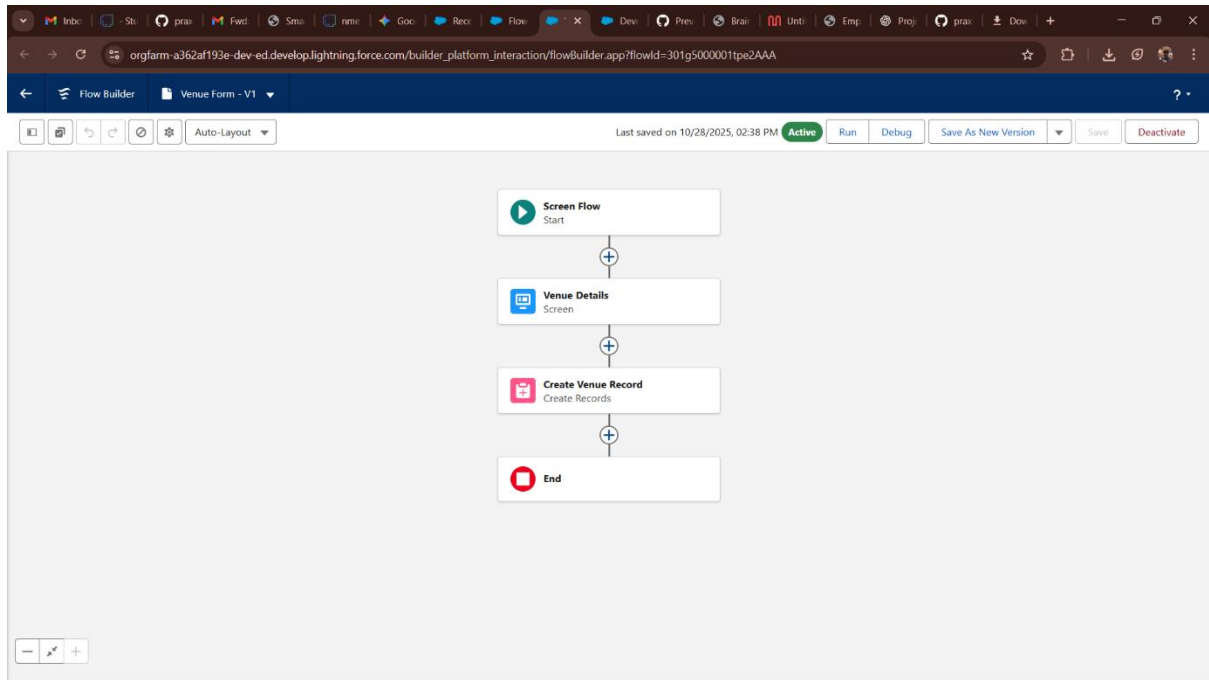 Inbo - Stu prax Fwd: Sma nme Goo Reco Flow Deve Prev Brair Unti Emp Proj prax Dow
orgfarm-a362af193e-dev-ed.develop.lightning.force.com/builder_platform_interaction/flowBuilder.app?flowId=301g5000001tpe2AAA
Flow Builder Venue Form - V1 ?
Auto-Layout Last saved on 10/28/2025, 02:38 PM Active Run Debug Save As New Version Save Deactivate
Screen Flow
Start
Venue Details
Screen
Create Venue Record
Create Records
End